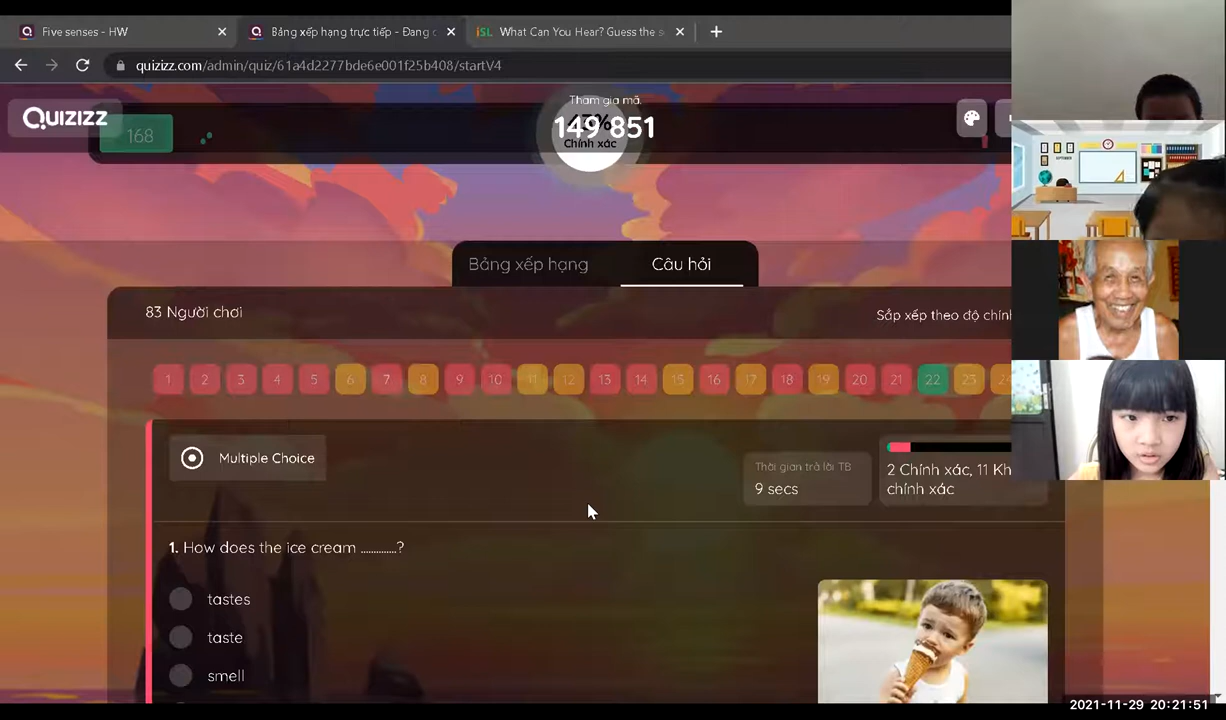 Five senses - HW
Bảng xếp hạng trực tiếp - Đang c
iSL What Can You Hear? Guess the s
quizizz.com/admin/quiz/61a4d2277bde6e001f25b408/startV4
Tham gia mã.
QUIZIZZ
168
149 851
Chính xác
Bảng xếp hạng
Câu hỏi
83 Người chơi
Sắp xếp theo độ chính
1 2 3 4 5 6 7 8 9 10 11 12 13 14 15 16 17 18 19 20 21 22 23
Multiple Choice
Thời gian trả lời TB
9 secs
2 Chính xác, 11 Kh
chính xác
1. How does the ice cream .............?
tastes
taste
smell
2021-11-29 20:21:51